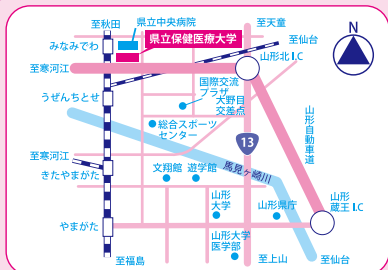 至秋田
県立中央病院
至天童
N
みなみでわ
県立保健医療大学
至仙台
至寒河江
山形北I.C
国際交流
プラザ
大野目
交差点
うぜんちとせ
総合スポーツ
センター
山形自動車道
13
至寒河江
きたやまがた
文翔館
遊学館
馬見ヶ崎川
山形
大学
山形県庁
山形
蔵王I.C
やまがた
山形大学
医学部
至福島
至上山
至仙台